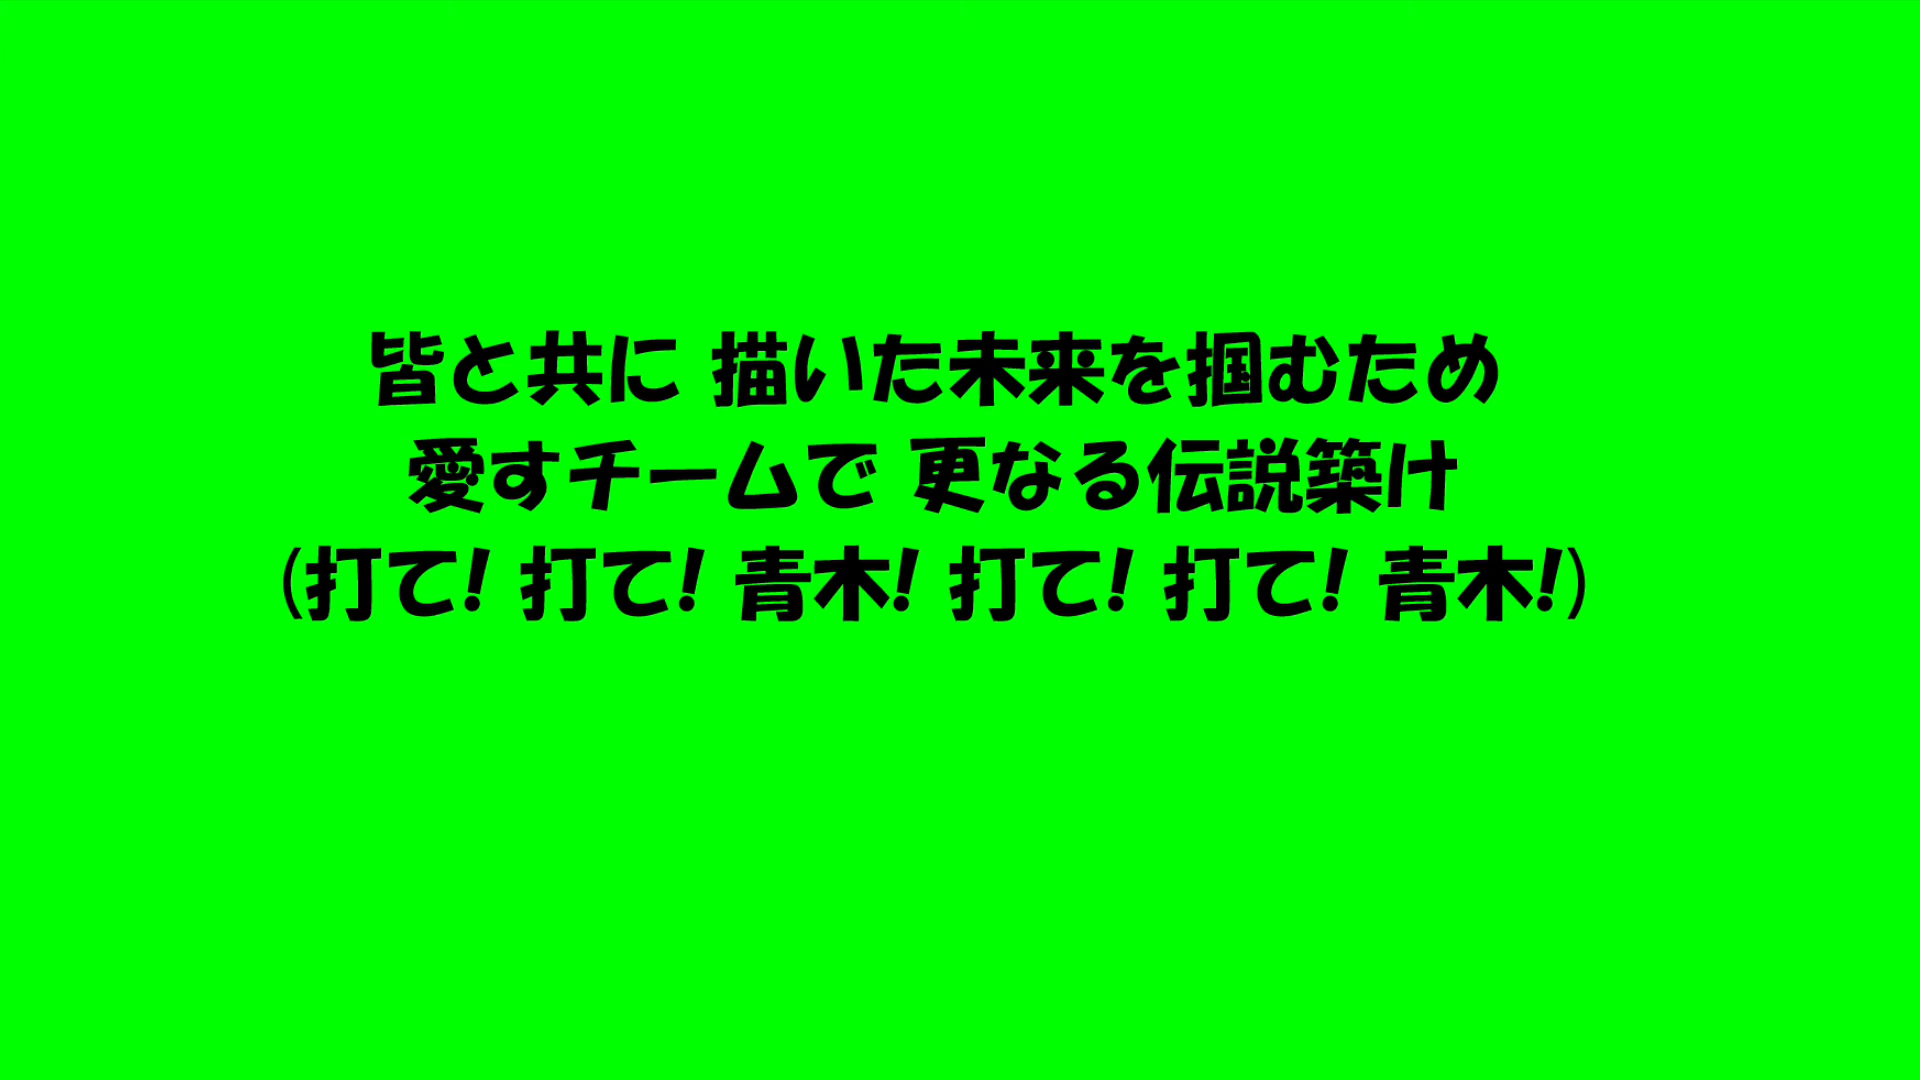 皆と共に 描いた未来を掴むため
愛すチームで 更なる伝説築け
(打て! 打て! 青木! 打て! 打て! 青木!)